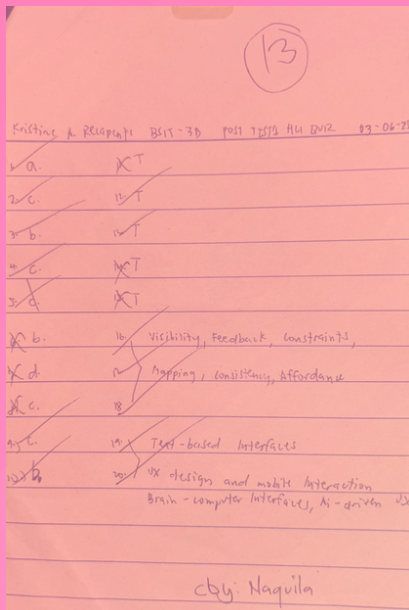 13
Kristine A Recapente BSIT-3D POST TEST HCI QUIZ 03-06-25
1. a. 11. T
2. c. 12. T
3. b. 13. T
4. c. 14. T
5. d 15. T
6. b. 16. Visibility, Feedback, Constraints,
7. d. 17. Mapping, Consistency, Affordance
8. c. 18.
9. c. 19. Text-based Interfaces
10. B 20. UX design and mobile Interaction
Brain-computer Interfaces, Ai-driven
cby: Naquila